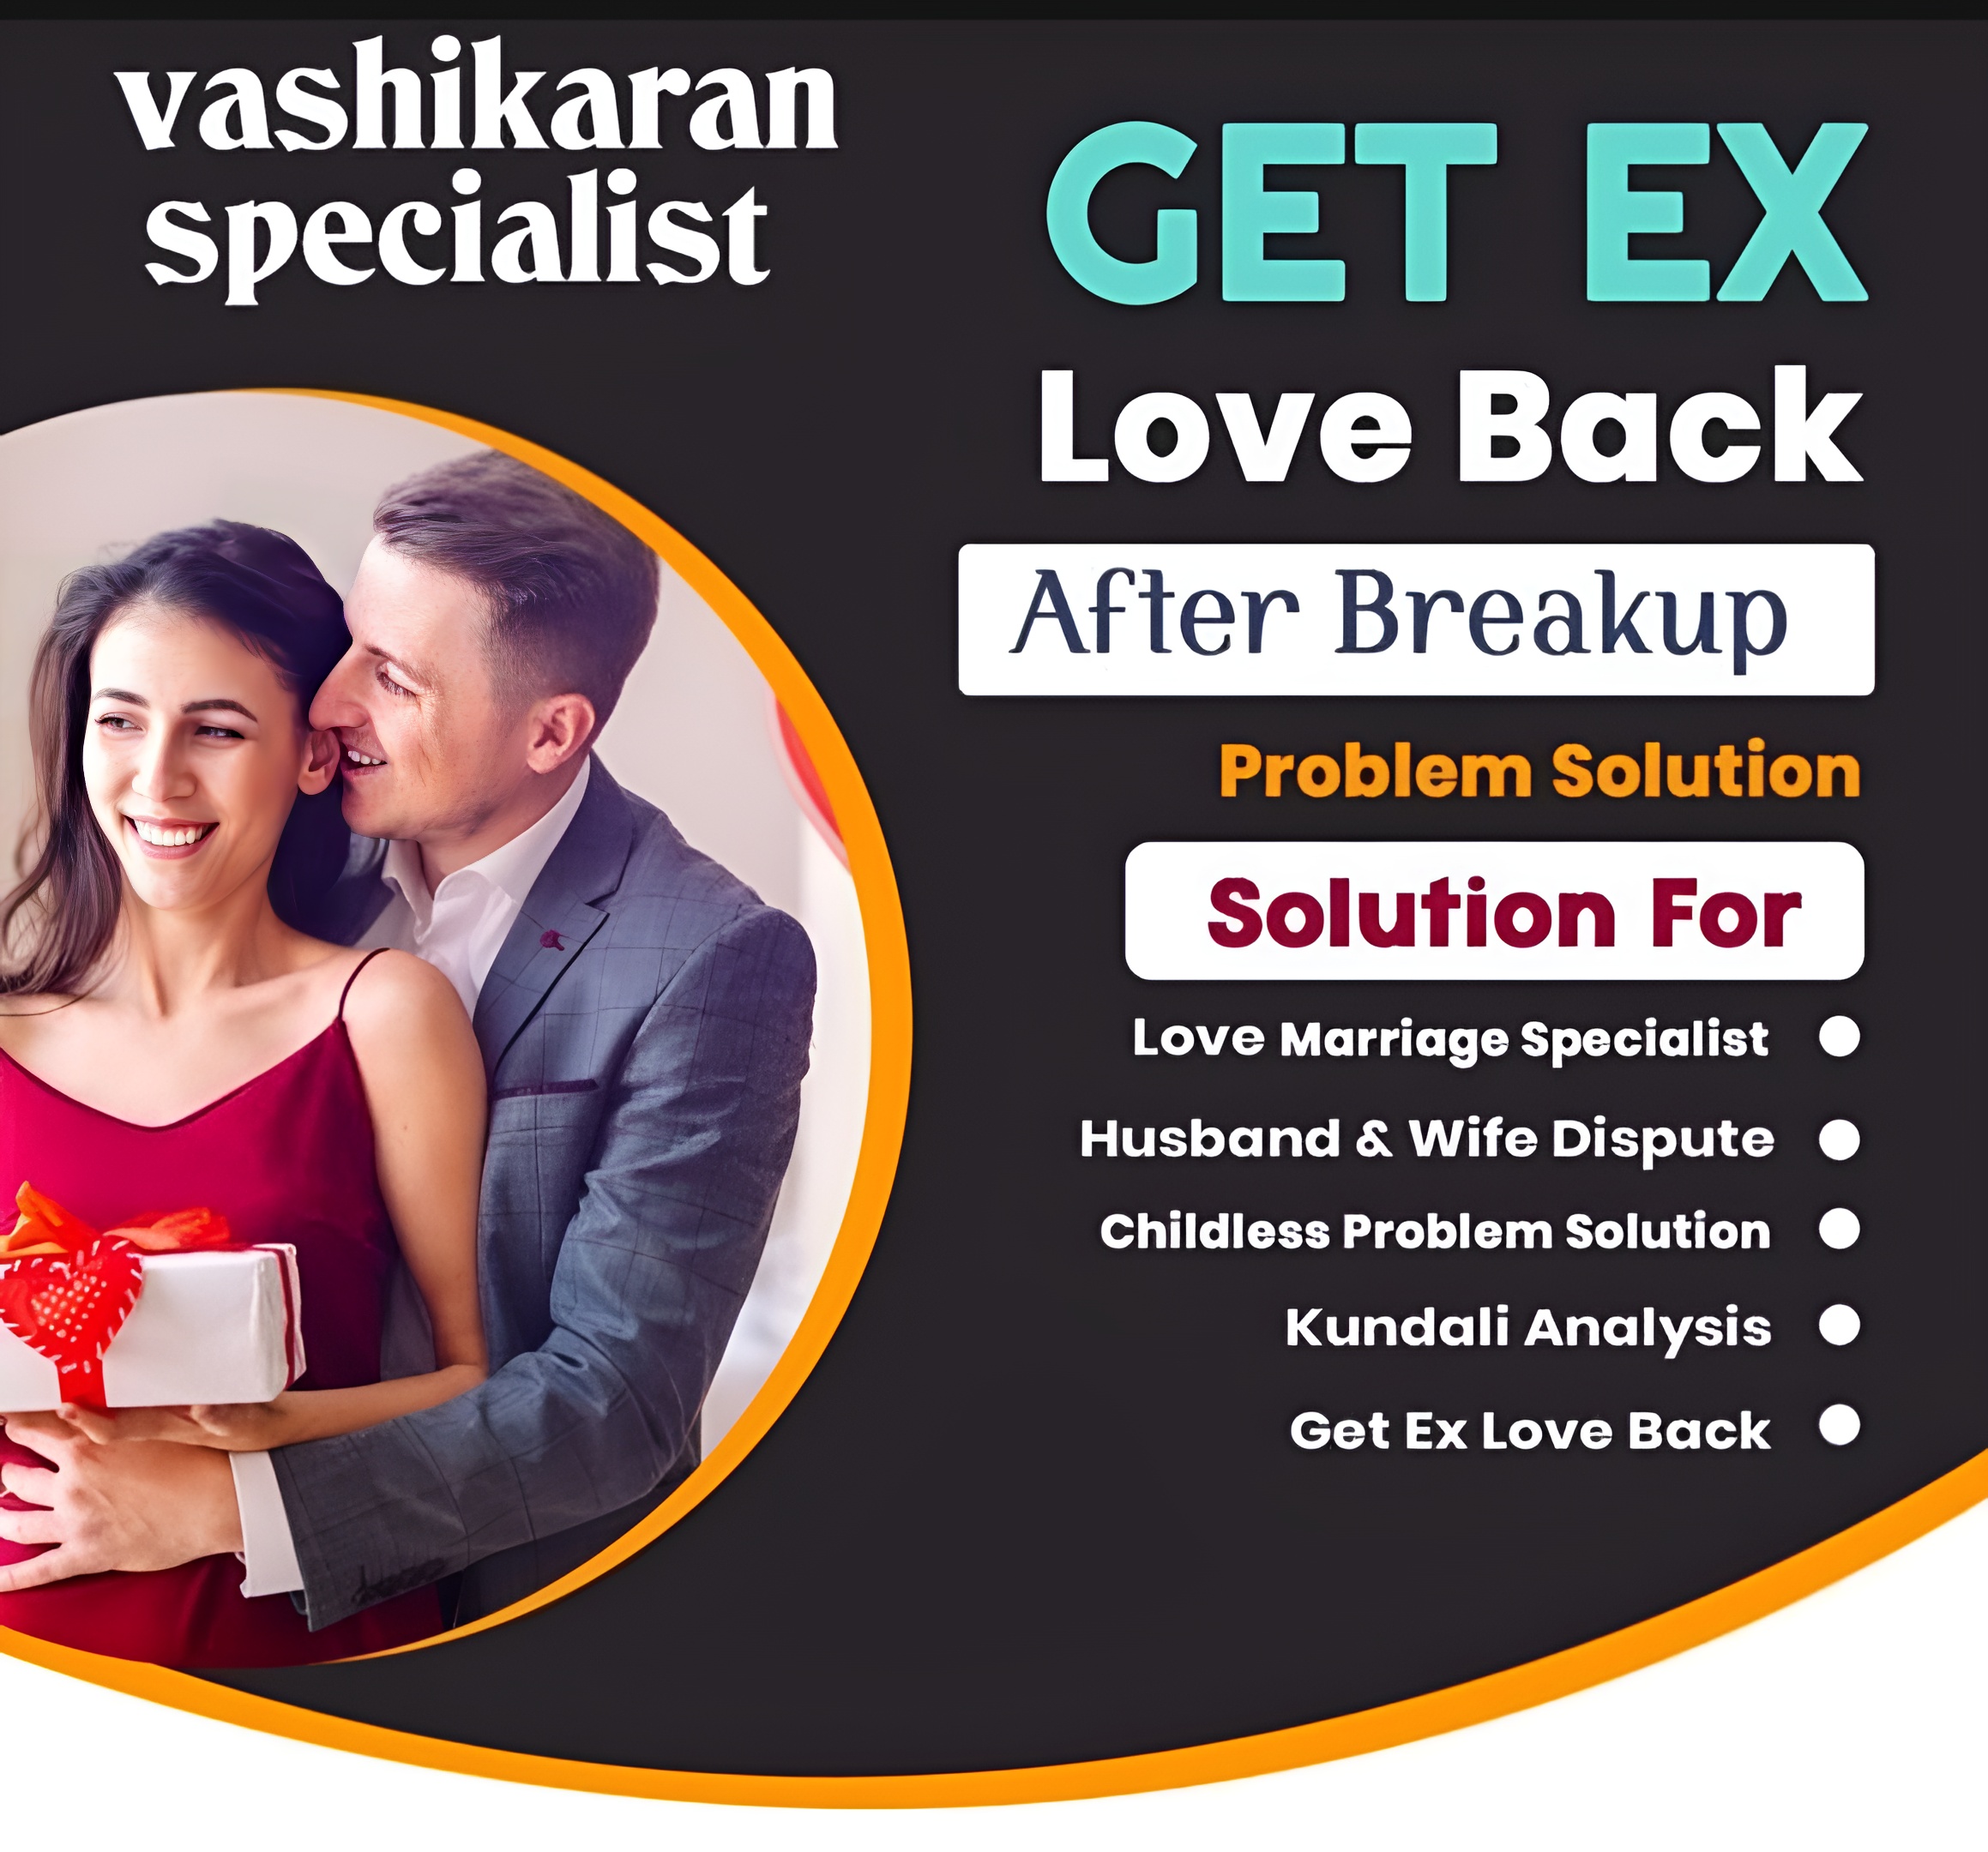 vashikaran
specialist
GET EX
Love Back
After Breakup
Problem Solution
Solution For
Love Marriage Specialist
Husband & Wife Dispute
Childless Problem Solution
Kundali Analysis
Get Ex Love Back